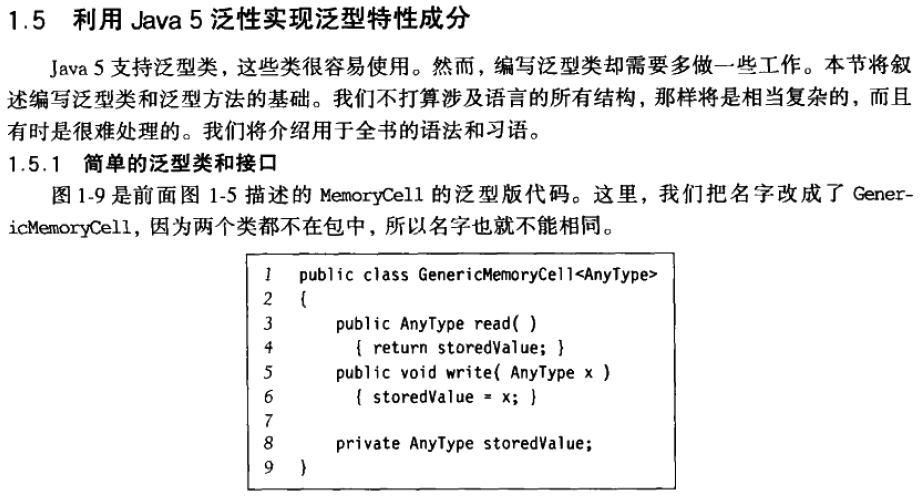 1.5 利用 Java 5 泛性实现泛型特性成分
Java 5 支持泛型类，这些类很容易使用。然而，编写泛型类却需要多做一些工作。本节将叙
述编写泛型类和泛型方法的基础。我们不打算涉及语言的所有结构，那样将是相当复杂的，而且
有时是很难处理的。我们将介绍用于全书的语法和习语。
1.5.1 简单的泛型类和接口
图 1-9 是前面图 1-5 描述的 MemoryCell 的泛型版代码。这里，我们把名字改成了 Gener-
icMemoryCell，因为两个类都不在包中，所以名字也就不能相同。
1 public class GenericMemoryCell<AnyType>
2 {
3 public AnyType read( )
4 { return storedValue; }
5 public void write( AnyType x )
6 { storedValue = x; }
7
8 private AnyType storedValue;
9 }